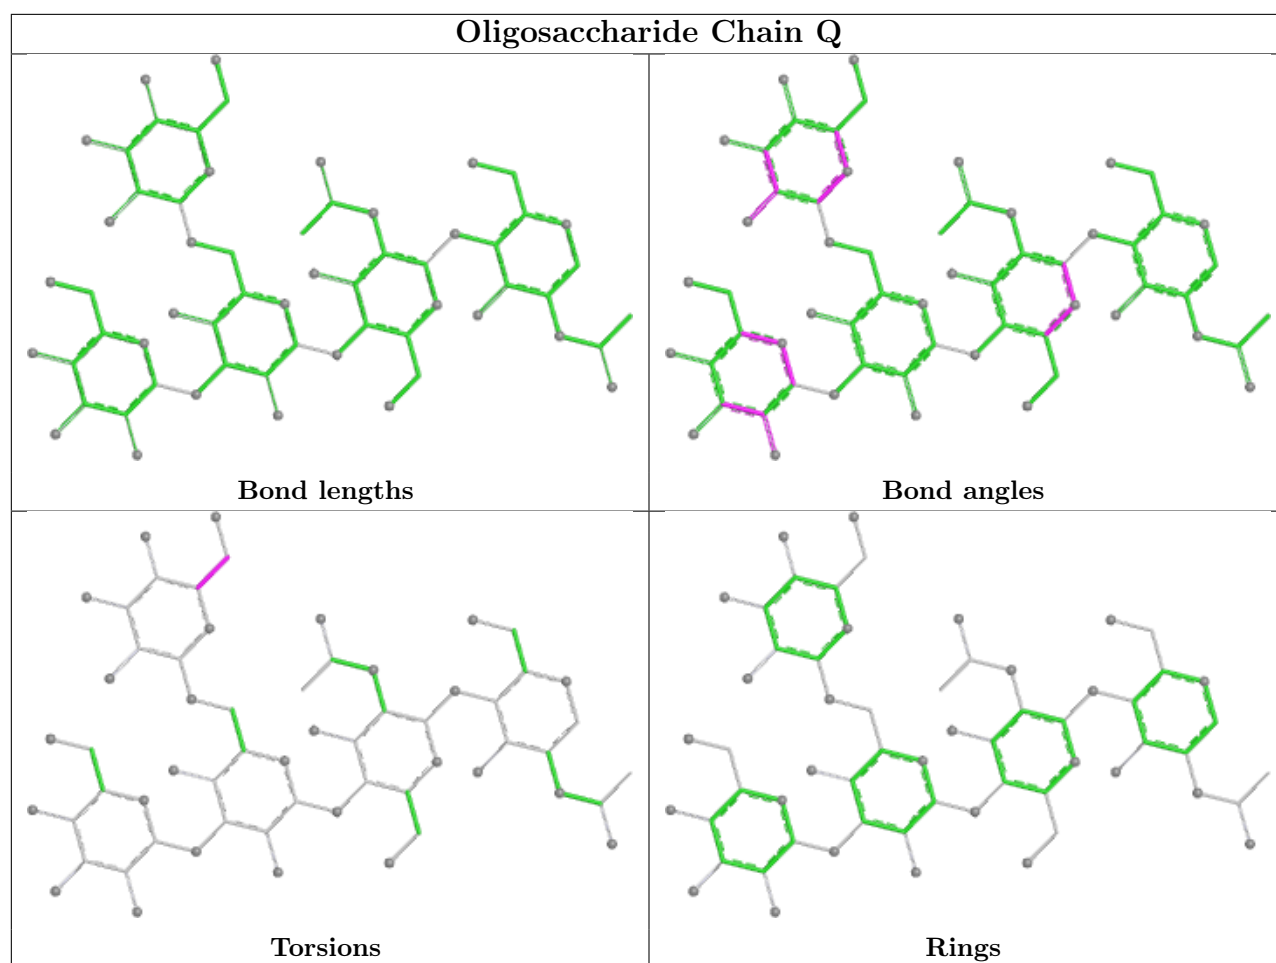 Oligosaccharide Chain Q
Bond lengths
Bond angles
Torsions
Rings